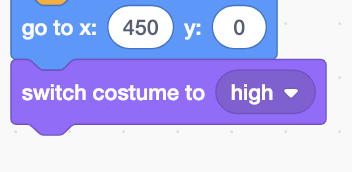 go to x: 450 y: 0
switch costume to high